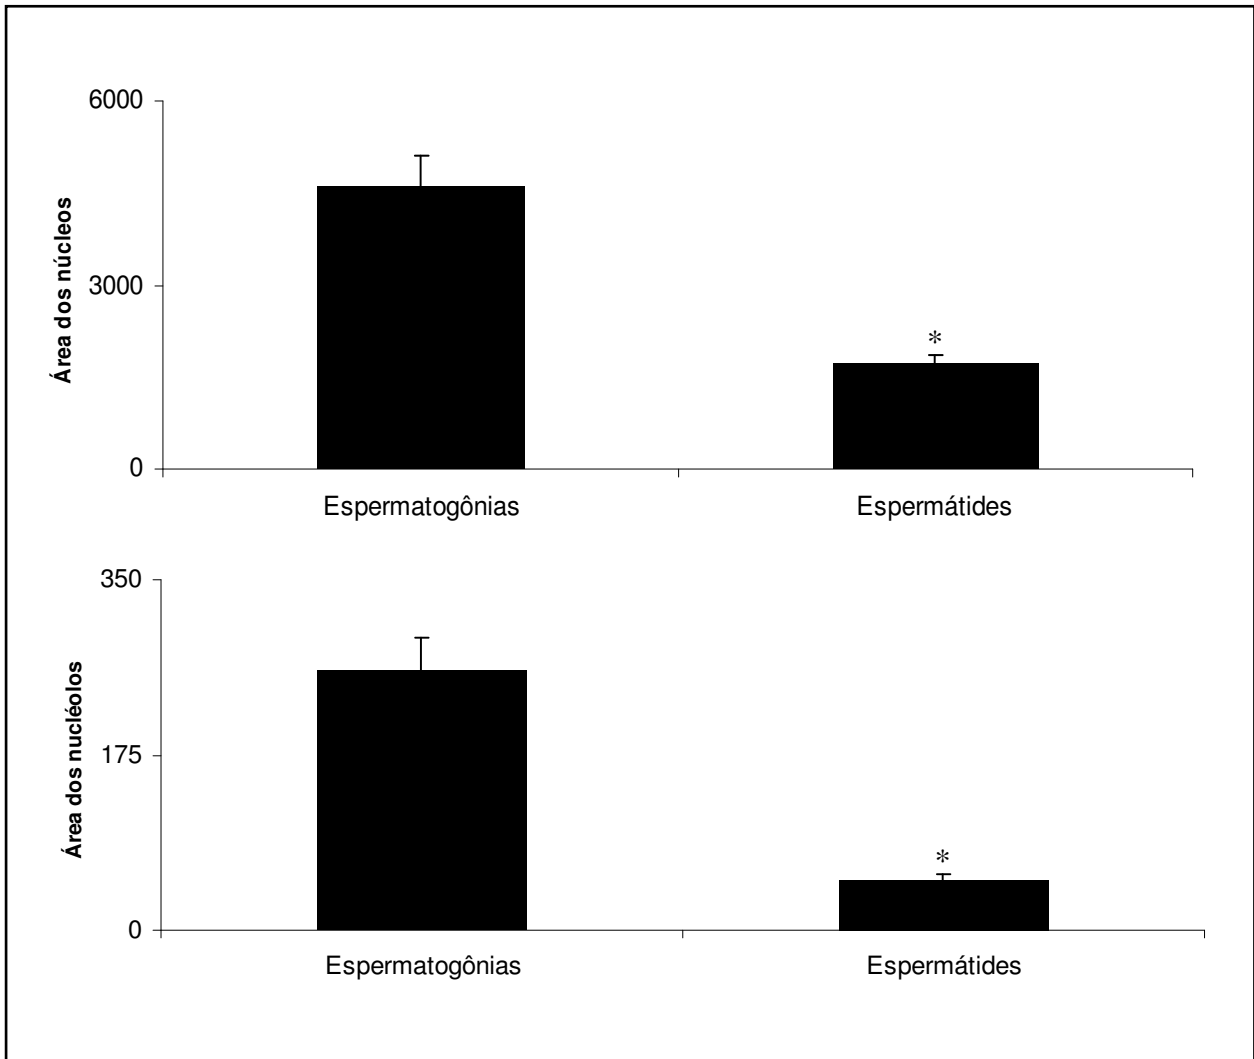 6000
Área dos núcleos
3000
*
0
Espermatogônias Espermátides
350
Área dos nucléolos
175
*
0
Espermatogônias Espermátides